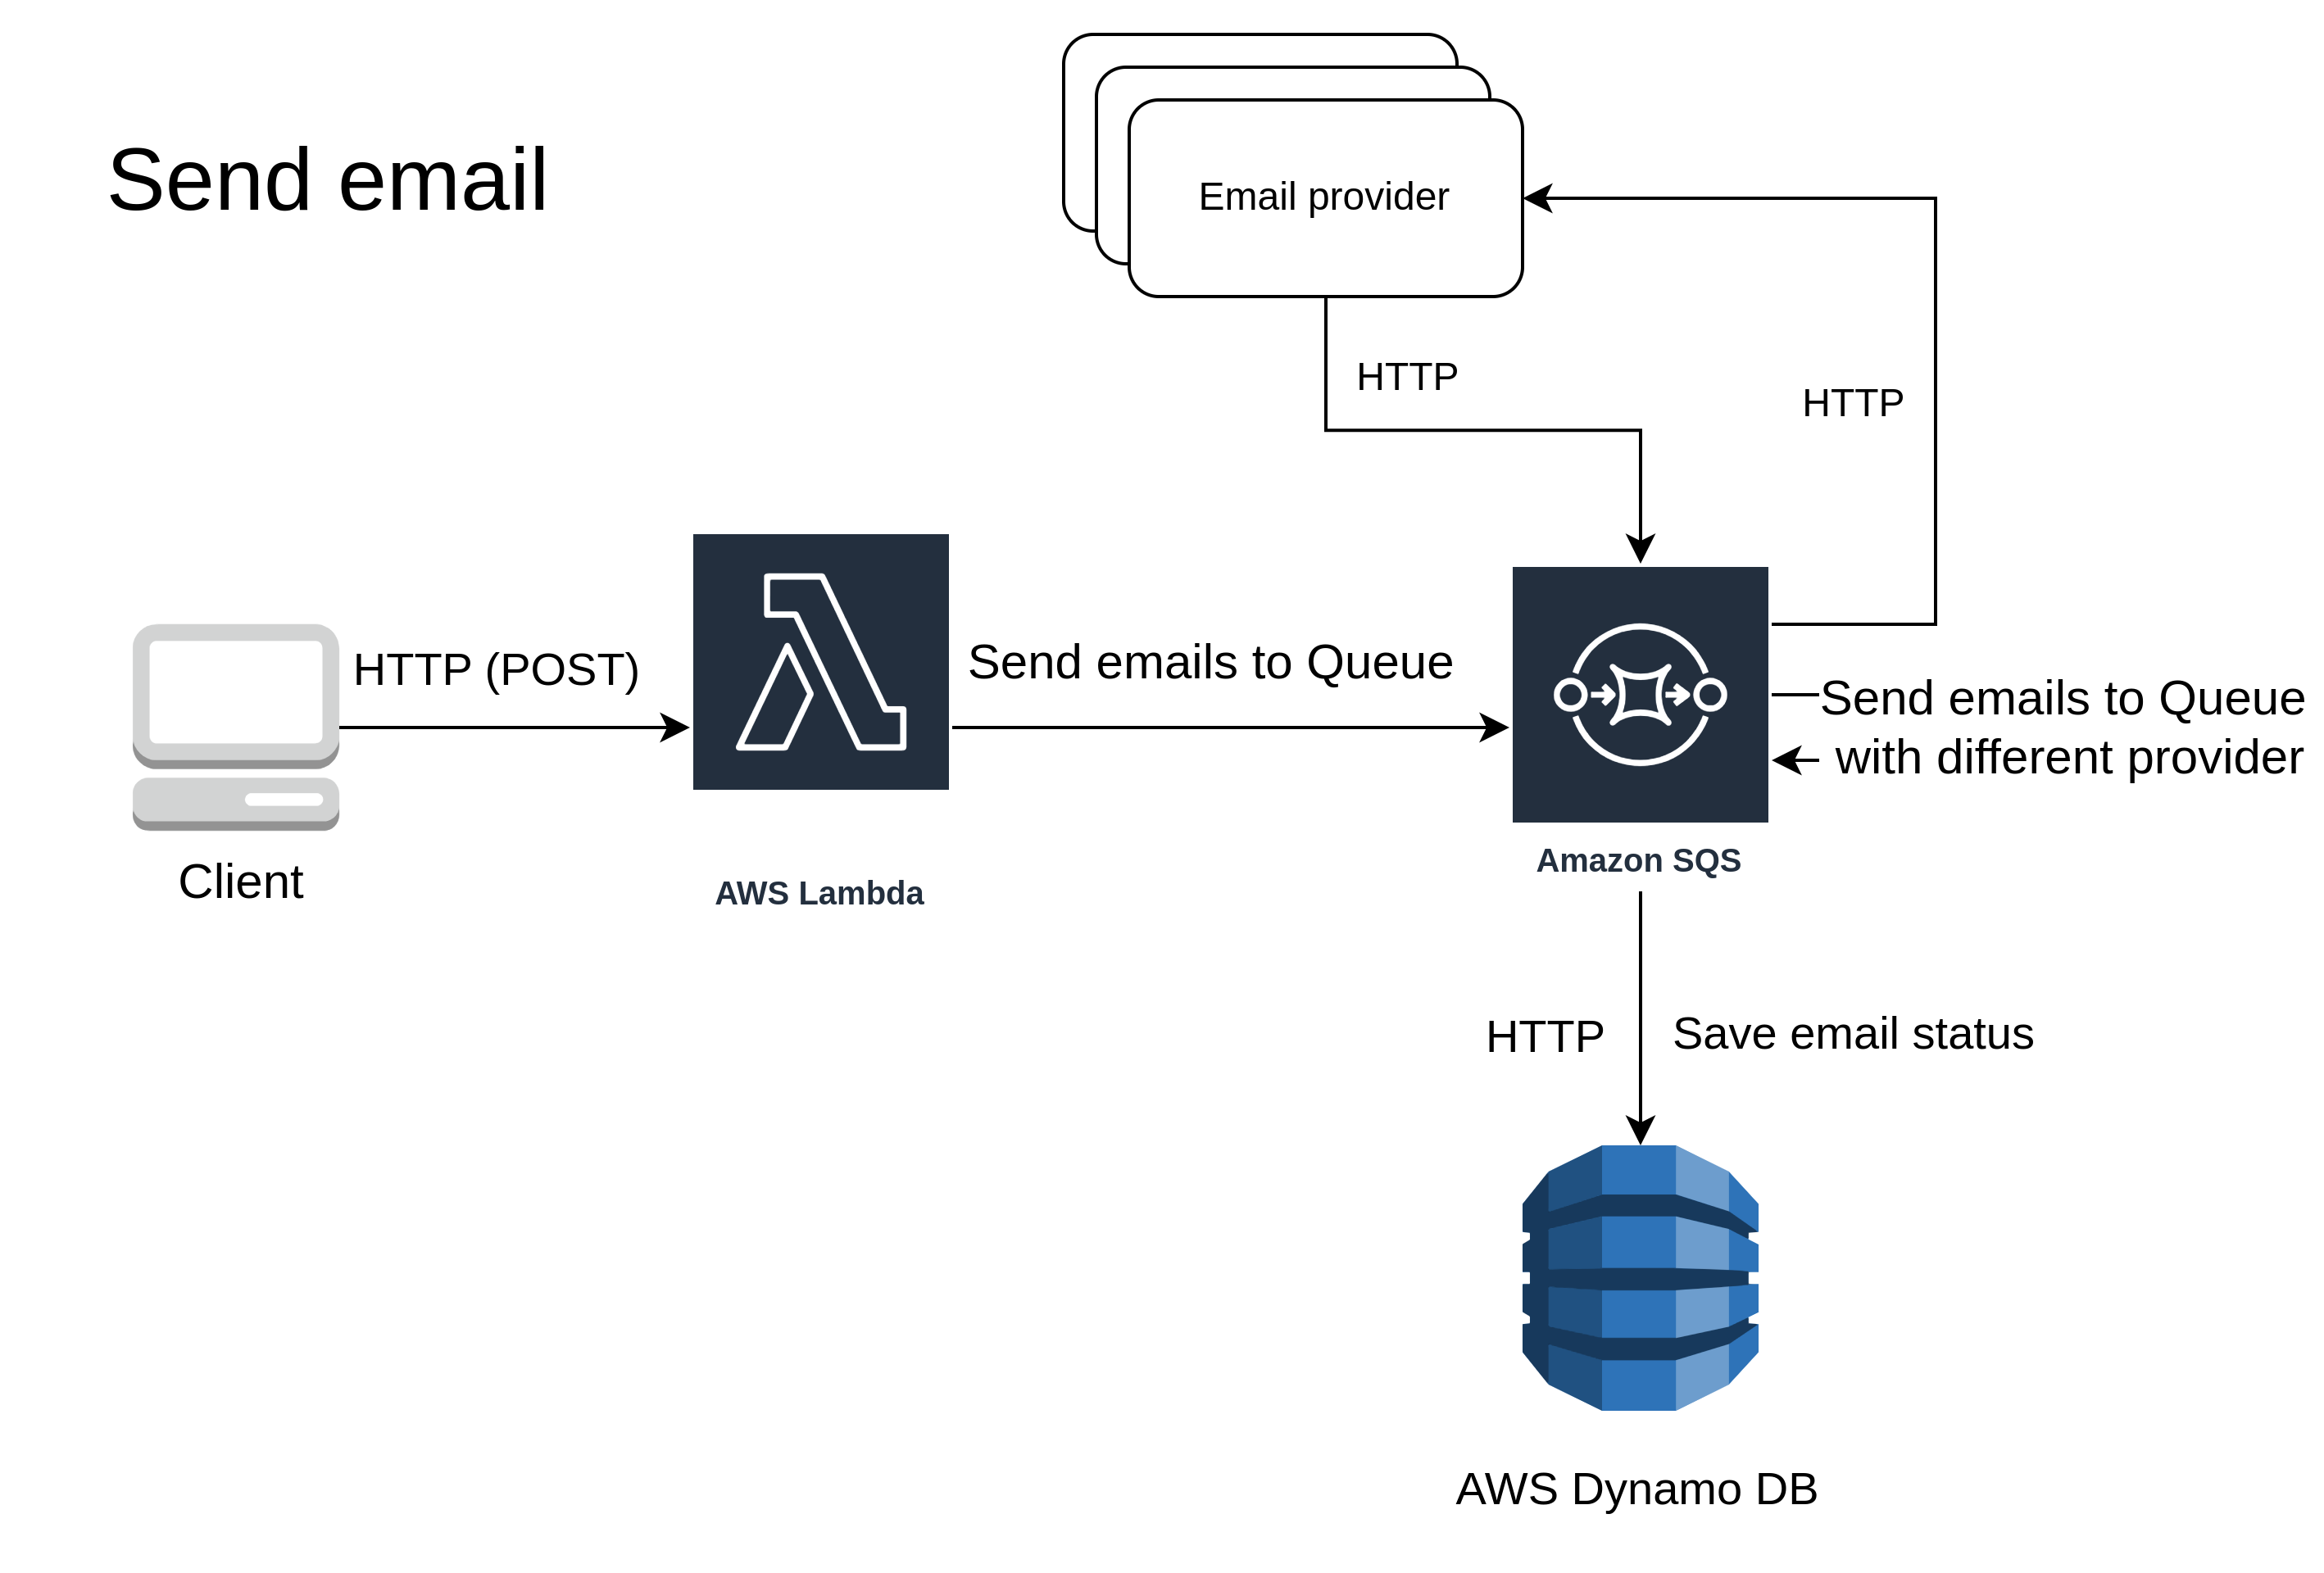 Send email
Email provider
HTTP
HTTP
HTTP (POST)
Send emails to Queue
Send emails to Queue
with different provider
Client
AWS Lambda
Amazon SQS
HTTP
Save email status
AWS Dynamo DB